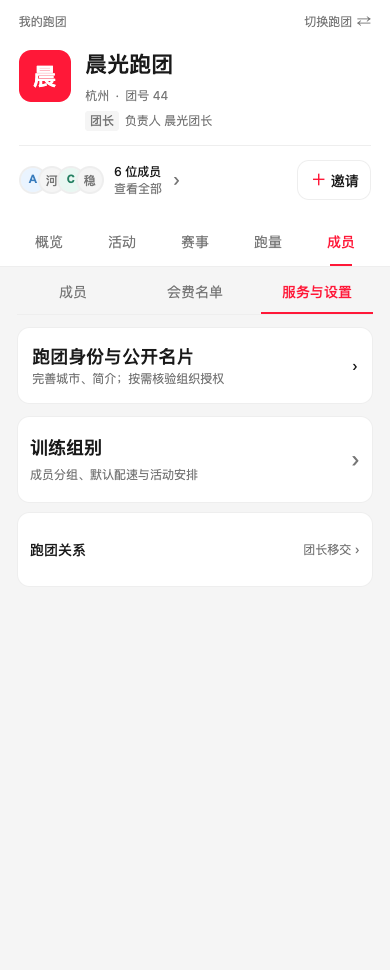 我的跑团
切换跑团 ⇄
晨
晨光跑团
杭州 · 团号 44
团长 负责人 晨光团长
A 河 C 稳
6 位成员
查看全部 ›
+ 邀请
概览 活动 赛事 跑量 成员
成员 会费名单 服务与设置
跑团身份与公开名片
完善城市、简介；按需核验组织授权 ›
训练组别
成员分组、默认配速与活动安排 ›
跑团关系 团长移交 ›